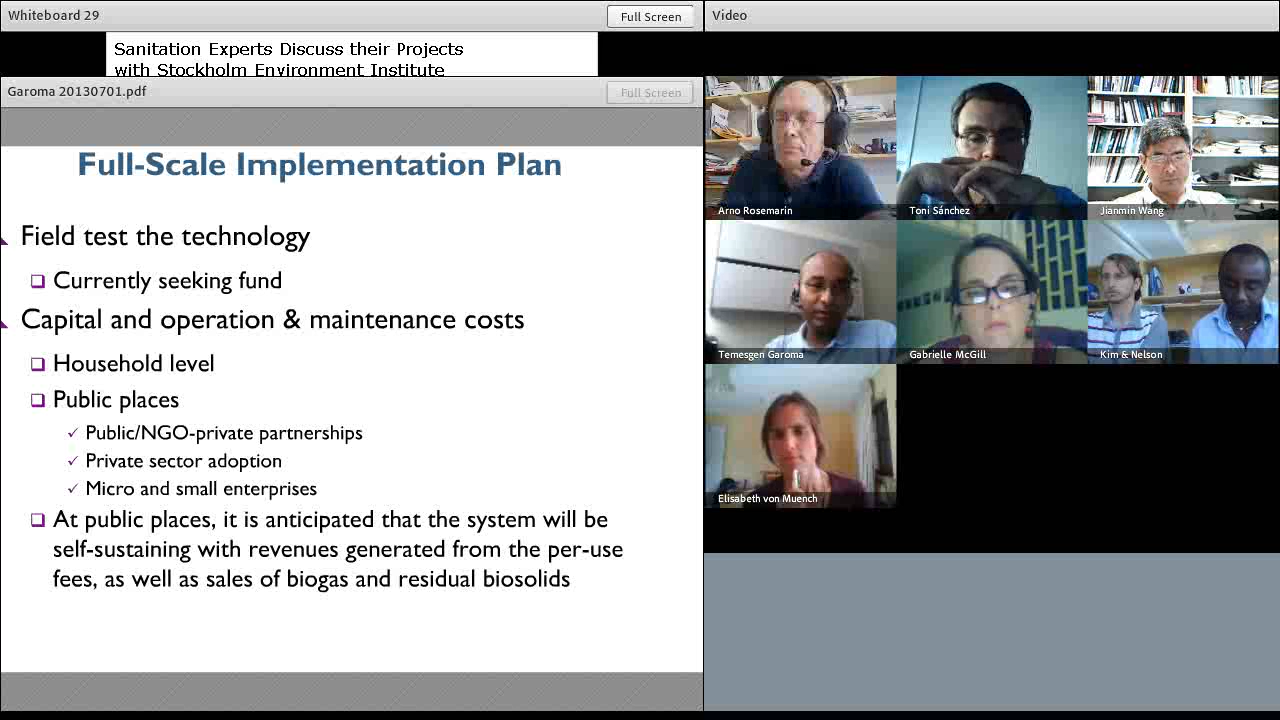 Whiteboard 29
Full Screen
Video
Sanitation Experts Discuss their Projects
with Stockholm Environment Institute
Garoma 20130701.pdf
Full Screen
Full-Scale Implementation Plan
Field test the technology
Currently seeking fund
Capital and operation & maintenance costs
Household level
Public places
Public/NGO-private partnerships
Private sector adoption
Micro and small enterprises
At public places, it is anticipated that the system will be
self-sustaining with revenues generated from the per-use
fees, as well as sales of biogas and residual biosolids
Arno Rosemarin
Toni Sánchez
Jianmin Wang
Temesgen Garoma
Gabrielle McGill
Kim & Nelson
Elisabeth von Muench